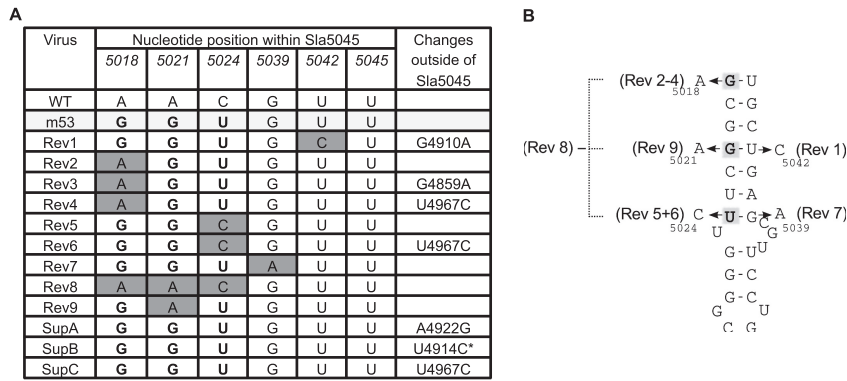 A
Virus Nucleotide position within Sla5045 Changes outside of Sla5045
5018 5021 5024 5039 5042 5045
WT A A C G U U
m53 G G U G U U
Rev1 G G U G C U G4910A
Rev2 A G U G U U
Rev3 A G U G U U G4859A
Rev4 A G U G U U U4967C
Rev5 G G C G U U
Rev6 G G C G U U U4967C
Rev7 G G U A U U
Rev8 A A C G U U
Rev9 G A U G U U
SupA G G U G U U A4922G
SupB G G U G U U U4914C*
SupC G G U G U U U4967C
B
(Rev 2-4) A G-U
5018
C-G
G-C
(Rev 8) (Rev 9) A G-U C (Rev 1)
5021 5042
C-G
U-A
(Rev 5+6) C U-G A (Rev 7)
5024 C 5039
U G
U
G-U
G-C
G-C
G U
C G